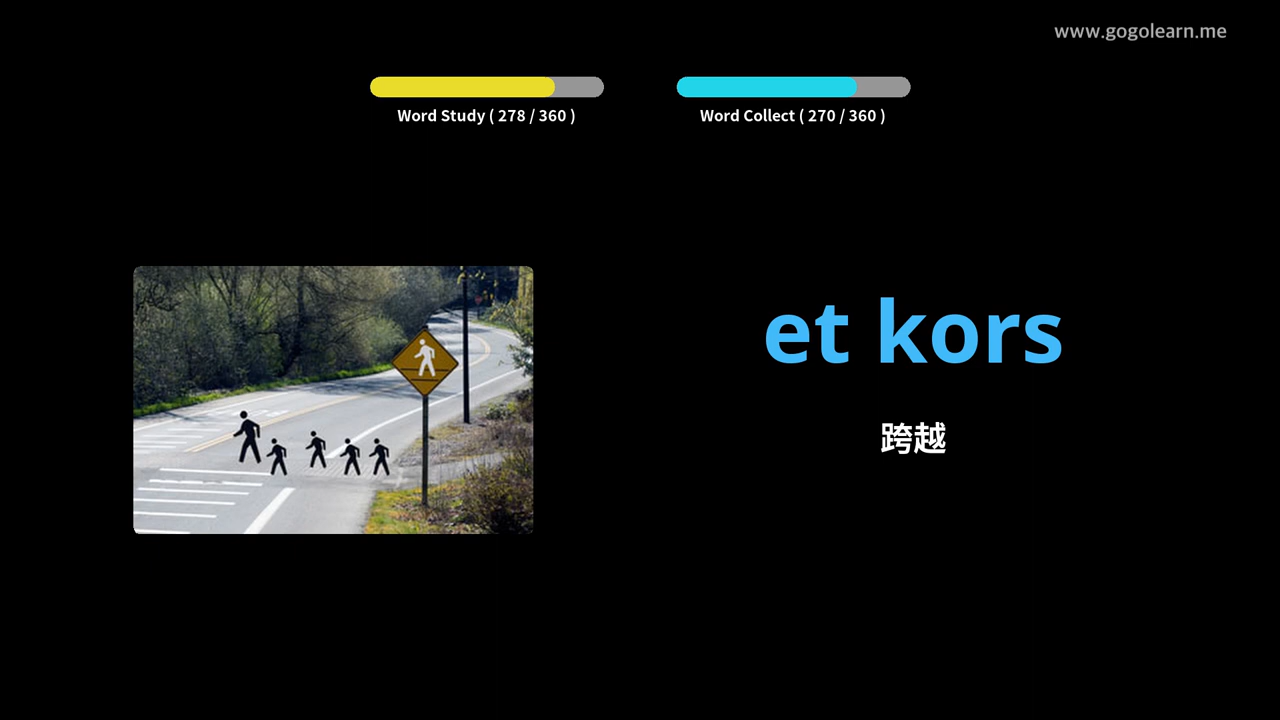 www.gogolearn.me
Word Study ( 278 / 360 )
Word Collect ( 270 / 360 )
et kors
跨越